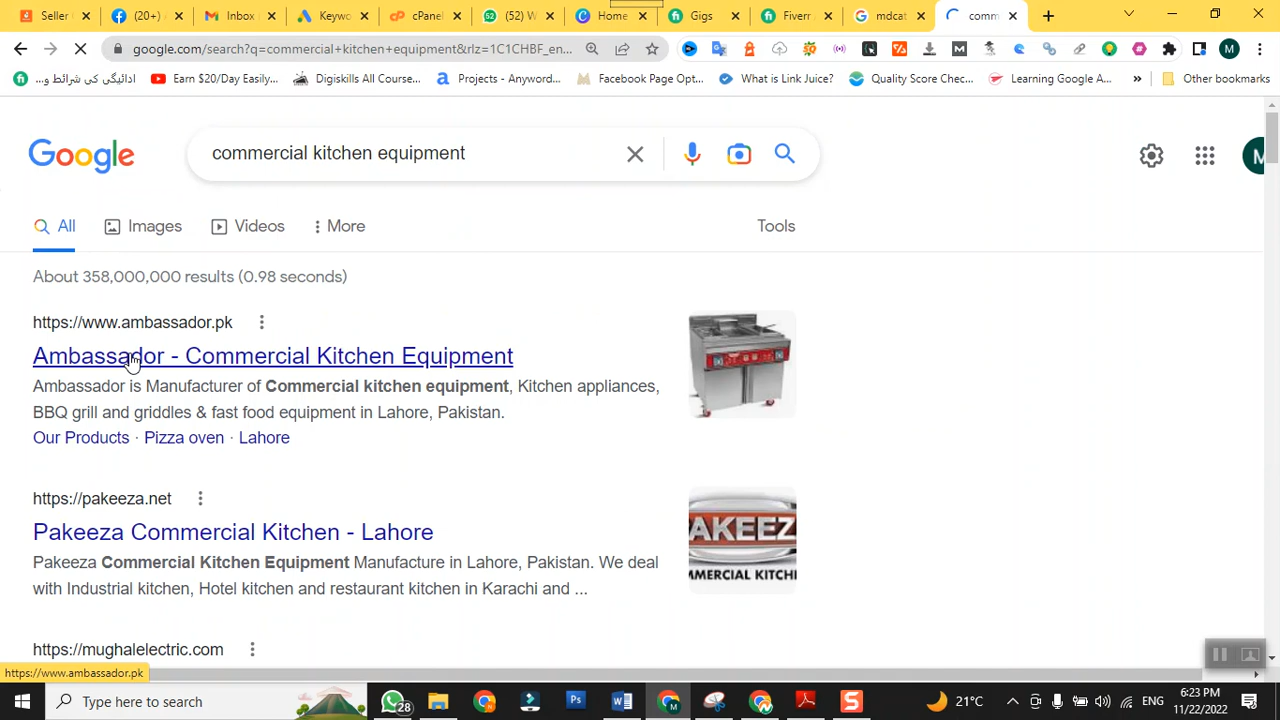 Seller
(20+)
Inbox
Keywo
cPanel
(52) W
Home
Gigs
Fiverr
mdcat
comm
google.com/search?q=commercial+kitchen+equipment&rlz=1C1CHBF_en...
ادائیگی کی شرائط و...
Earn $20/Day Easily...
Digiskills All Course...
Projects - Anyword...
Facebook Page Opt...
What is Link Juice?
Quality Score Chec...
Learning Google A...
Other bookmarks
Google
commercial kitchen equipment
M
All
Images
Videos
More
Tools
About 358,000,000 results (0.98 seconds)
https://www.ambassador.pk
Ambassador - Commercial Kitchen Equipment
Ambassador is Manufacturer of Commercial kitchen equipment, Kitchen appliances,
BBQ grill and griddles & fast food equipment in Lahore, Pakistan.
Our Products · Pizza oven · Lahore
https://pakeeza.net
Pakeeza Commercial Kitchen - Lahore
Pakeeza Commercial Kitchen Equipment Manufacture in Lahore, Pakistan. We deal
with Industrial kitchen, Hotel kitchen and restaurant kitchen in Karachi and ...
AKEEZ
MMERCIAL KITCH
https://mughalelectric.com
https://www.ambassador.pk
Type here to search
28
21°C
ENG
6:23 PM
11/22/2022